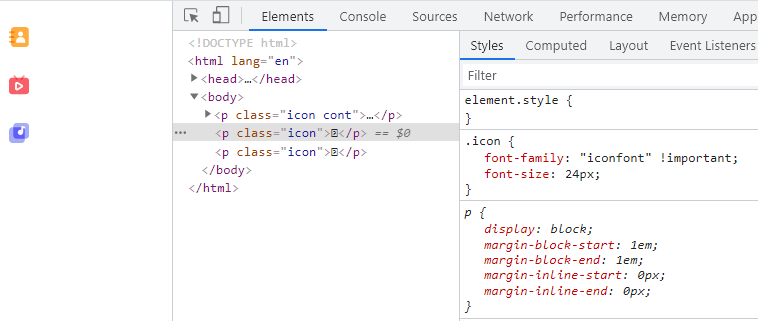 Elements Console Sources Network Performance Memory App
<!DOCTYPE html>
<html lang="en">
<head>…</head>
<body>
<p class="icon cont">…</p>
<p class="icon"></p> == $0
<p class="icon"></p>
</body>
</html>
Styles Computed Layout Event Listeners
Filter
element.style {
}
.icon {
font-family: "iconfont" !important;
font-size: 24px;
}
p {
display: block;
margin-block-start: 1em;
margin-block-end: 1em;
margin-inline-start: 0px;
margin-inline-end: 0px;
}